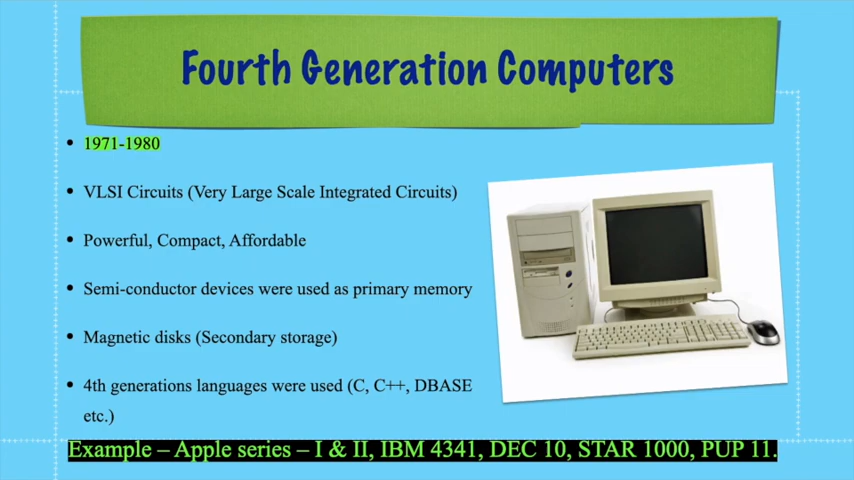 Fourth Generation Computers
• 1971-1980
• VLSI Circuits (Very Large Scale Integrated Circuits)
• Powerful, Compact, Affordable
• Semi-conductor devices were used as primary memory
• Magnetic disks (Secondary storage)
• 4th generations languages were used (C, C++, DBASE
etc.)
Example – Apple series – I & II, IBM 4341, DEC 10, STAR 1000, PUP 11.